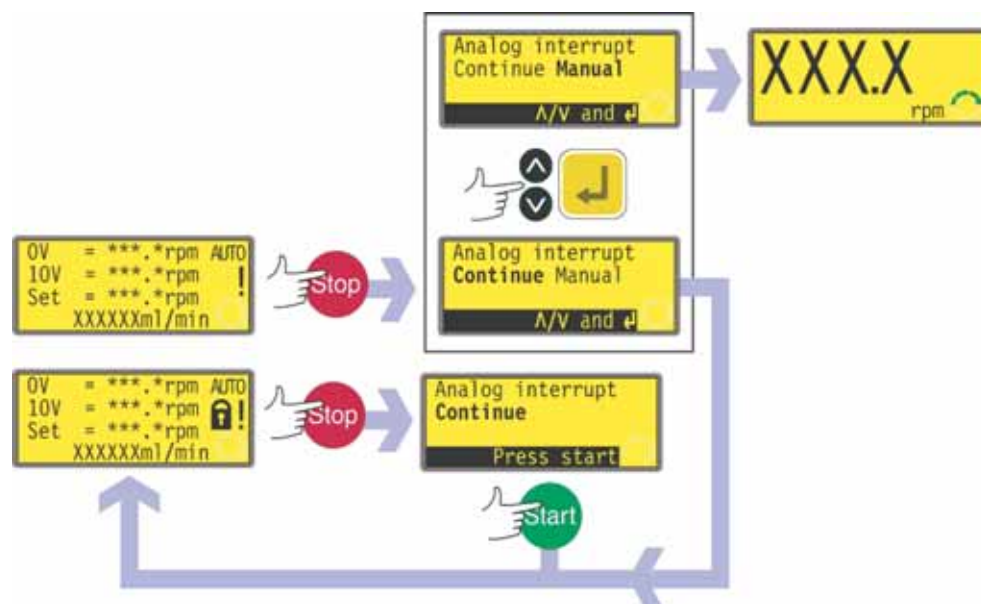 Analog interrupt
Continue Manual
Λ/V and ↵
XXX.X
rpm
0V = ***.*rpm AUTO
10V = ***.*rpm !
Set = ***.*rpm
XXXXXXml/min
Stop
Analog interrupt
Continue Manual
Λ/V and ↵
0V = ***.*rpm AUTO
10V = ***.*rpm !
Set = ***.*rpm
XXXXXXml/min
Stop
Analog interrupt
Continue
Press start
Start